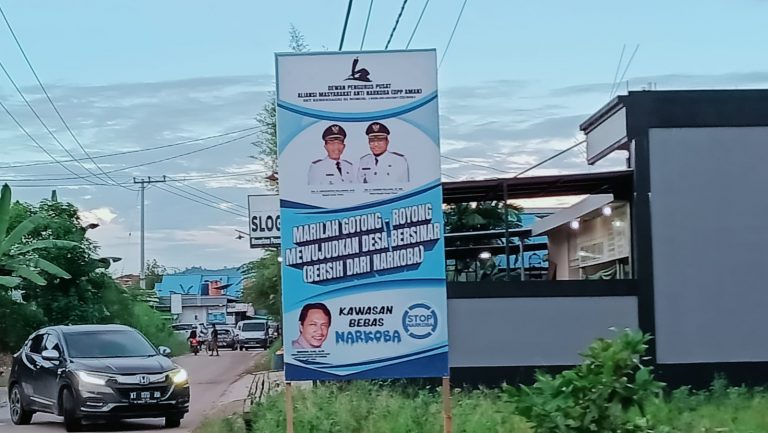 DEWAN PENGURUS PUSAT
ALIANSI MASYARAKAT ANTI NARKOBA (DPP AMAN)
MARILAH GOTONG - ROYONG
MEWUJUDKAN DESA BERSINAR
(BERSIH DARI NARKOBA)
KAWASAN
BEBAS
NARKOBA
STOP
NARKOBA
SLOG